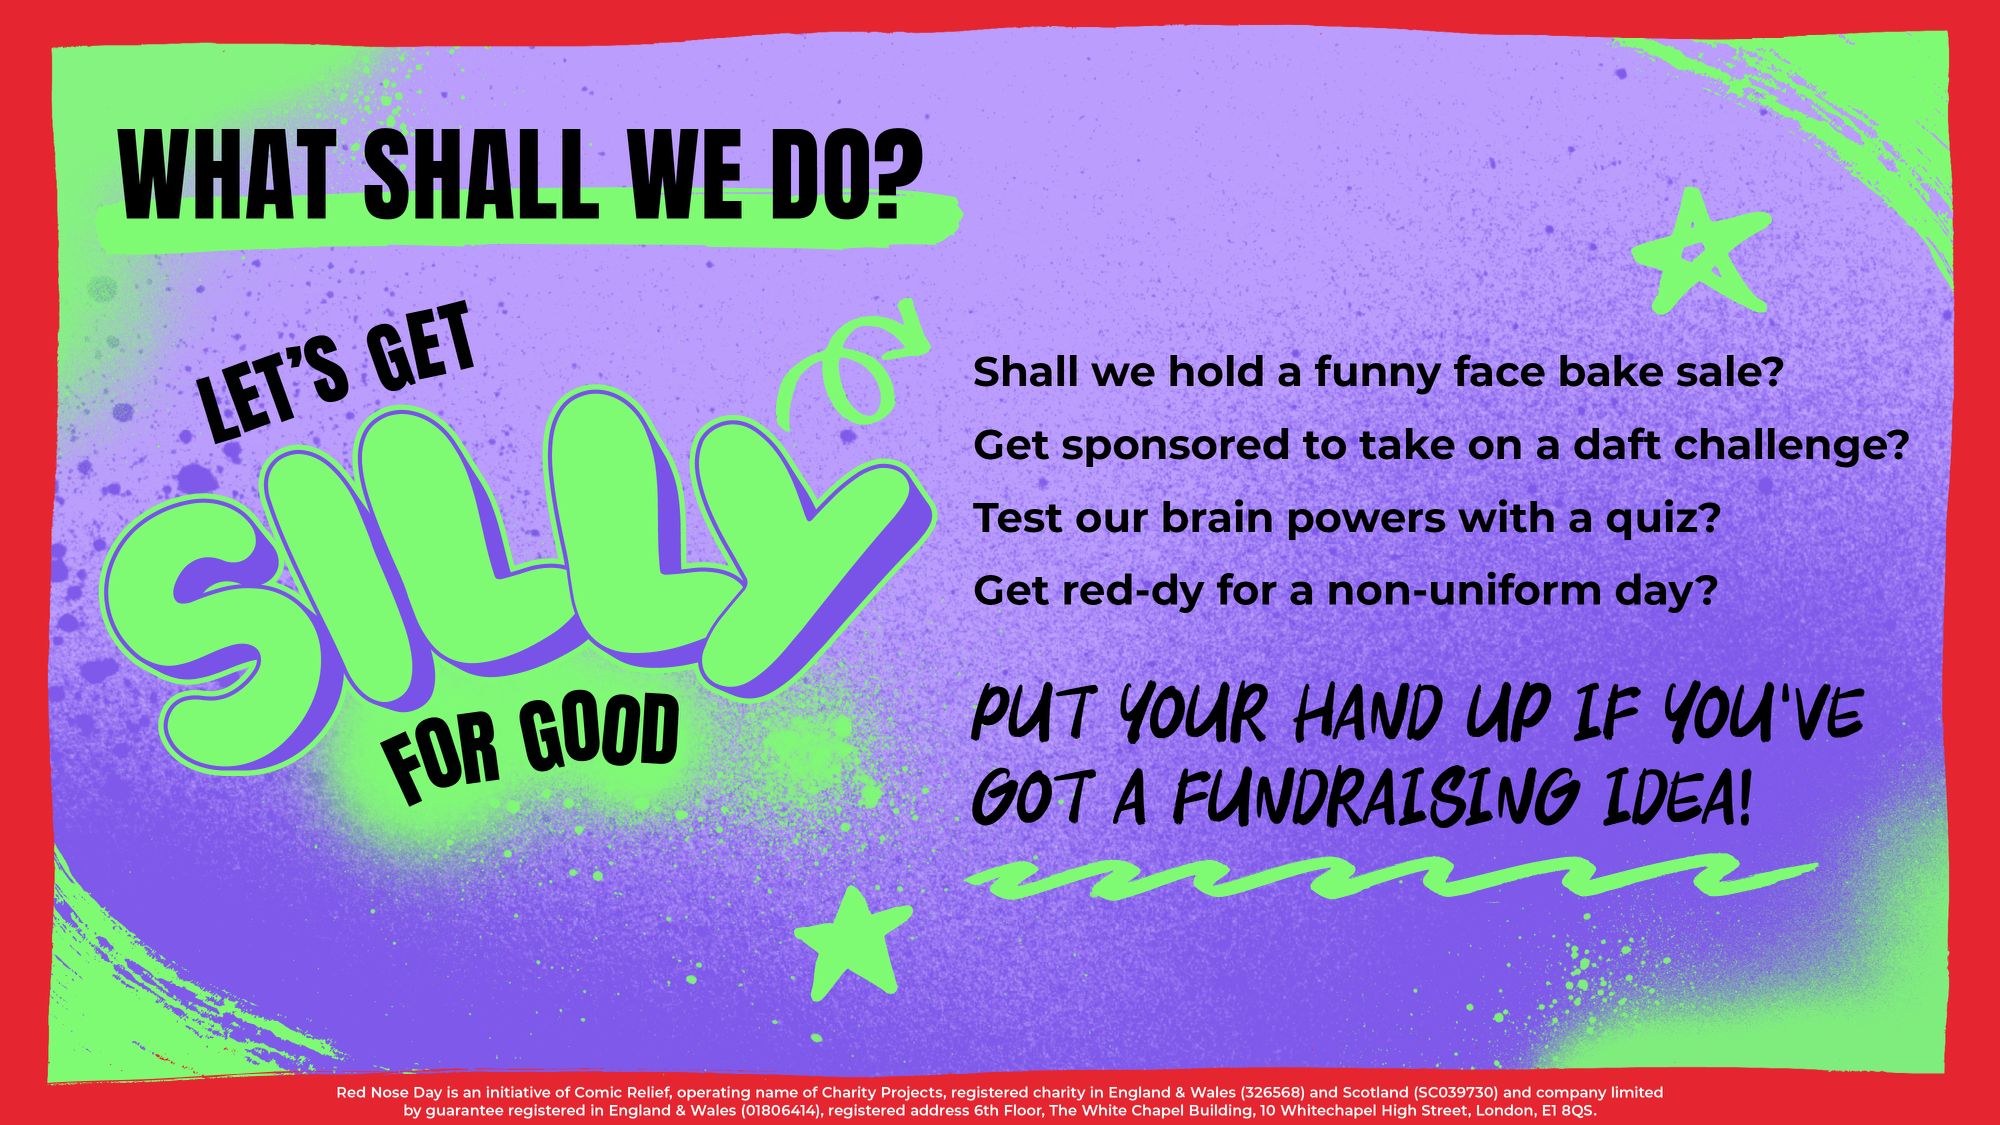 WHAT SHALL WE DO?
LET'S GET
SILLY
FOR GOOD
Shall we hold a funny face bake sale?
Get sponsored to take on a daft challenge?
Test our brain powers with a quiz?
Get red-dy for a non-uniform day?
PUT YOUR HAND UP IF YOU'VE
GOT A FUNDRAISING IDEA!
Red Nose Day is an initiative of Comic Relief, operating name of Charity Projects, registered charity in England & Wales (326568) and Scotland (SC039730) and company limited
by guarantee registered in England & Wales (01806414), registered address 6th Floor, The White Chapel Building, 10 Whitechapel High Street, London, E1 8QS.